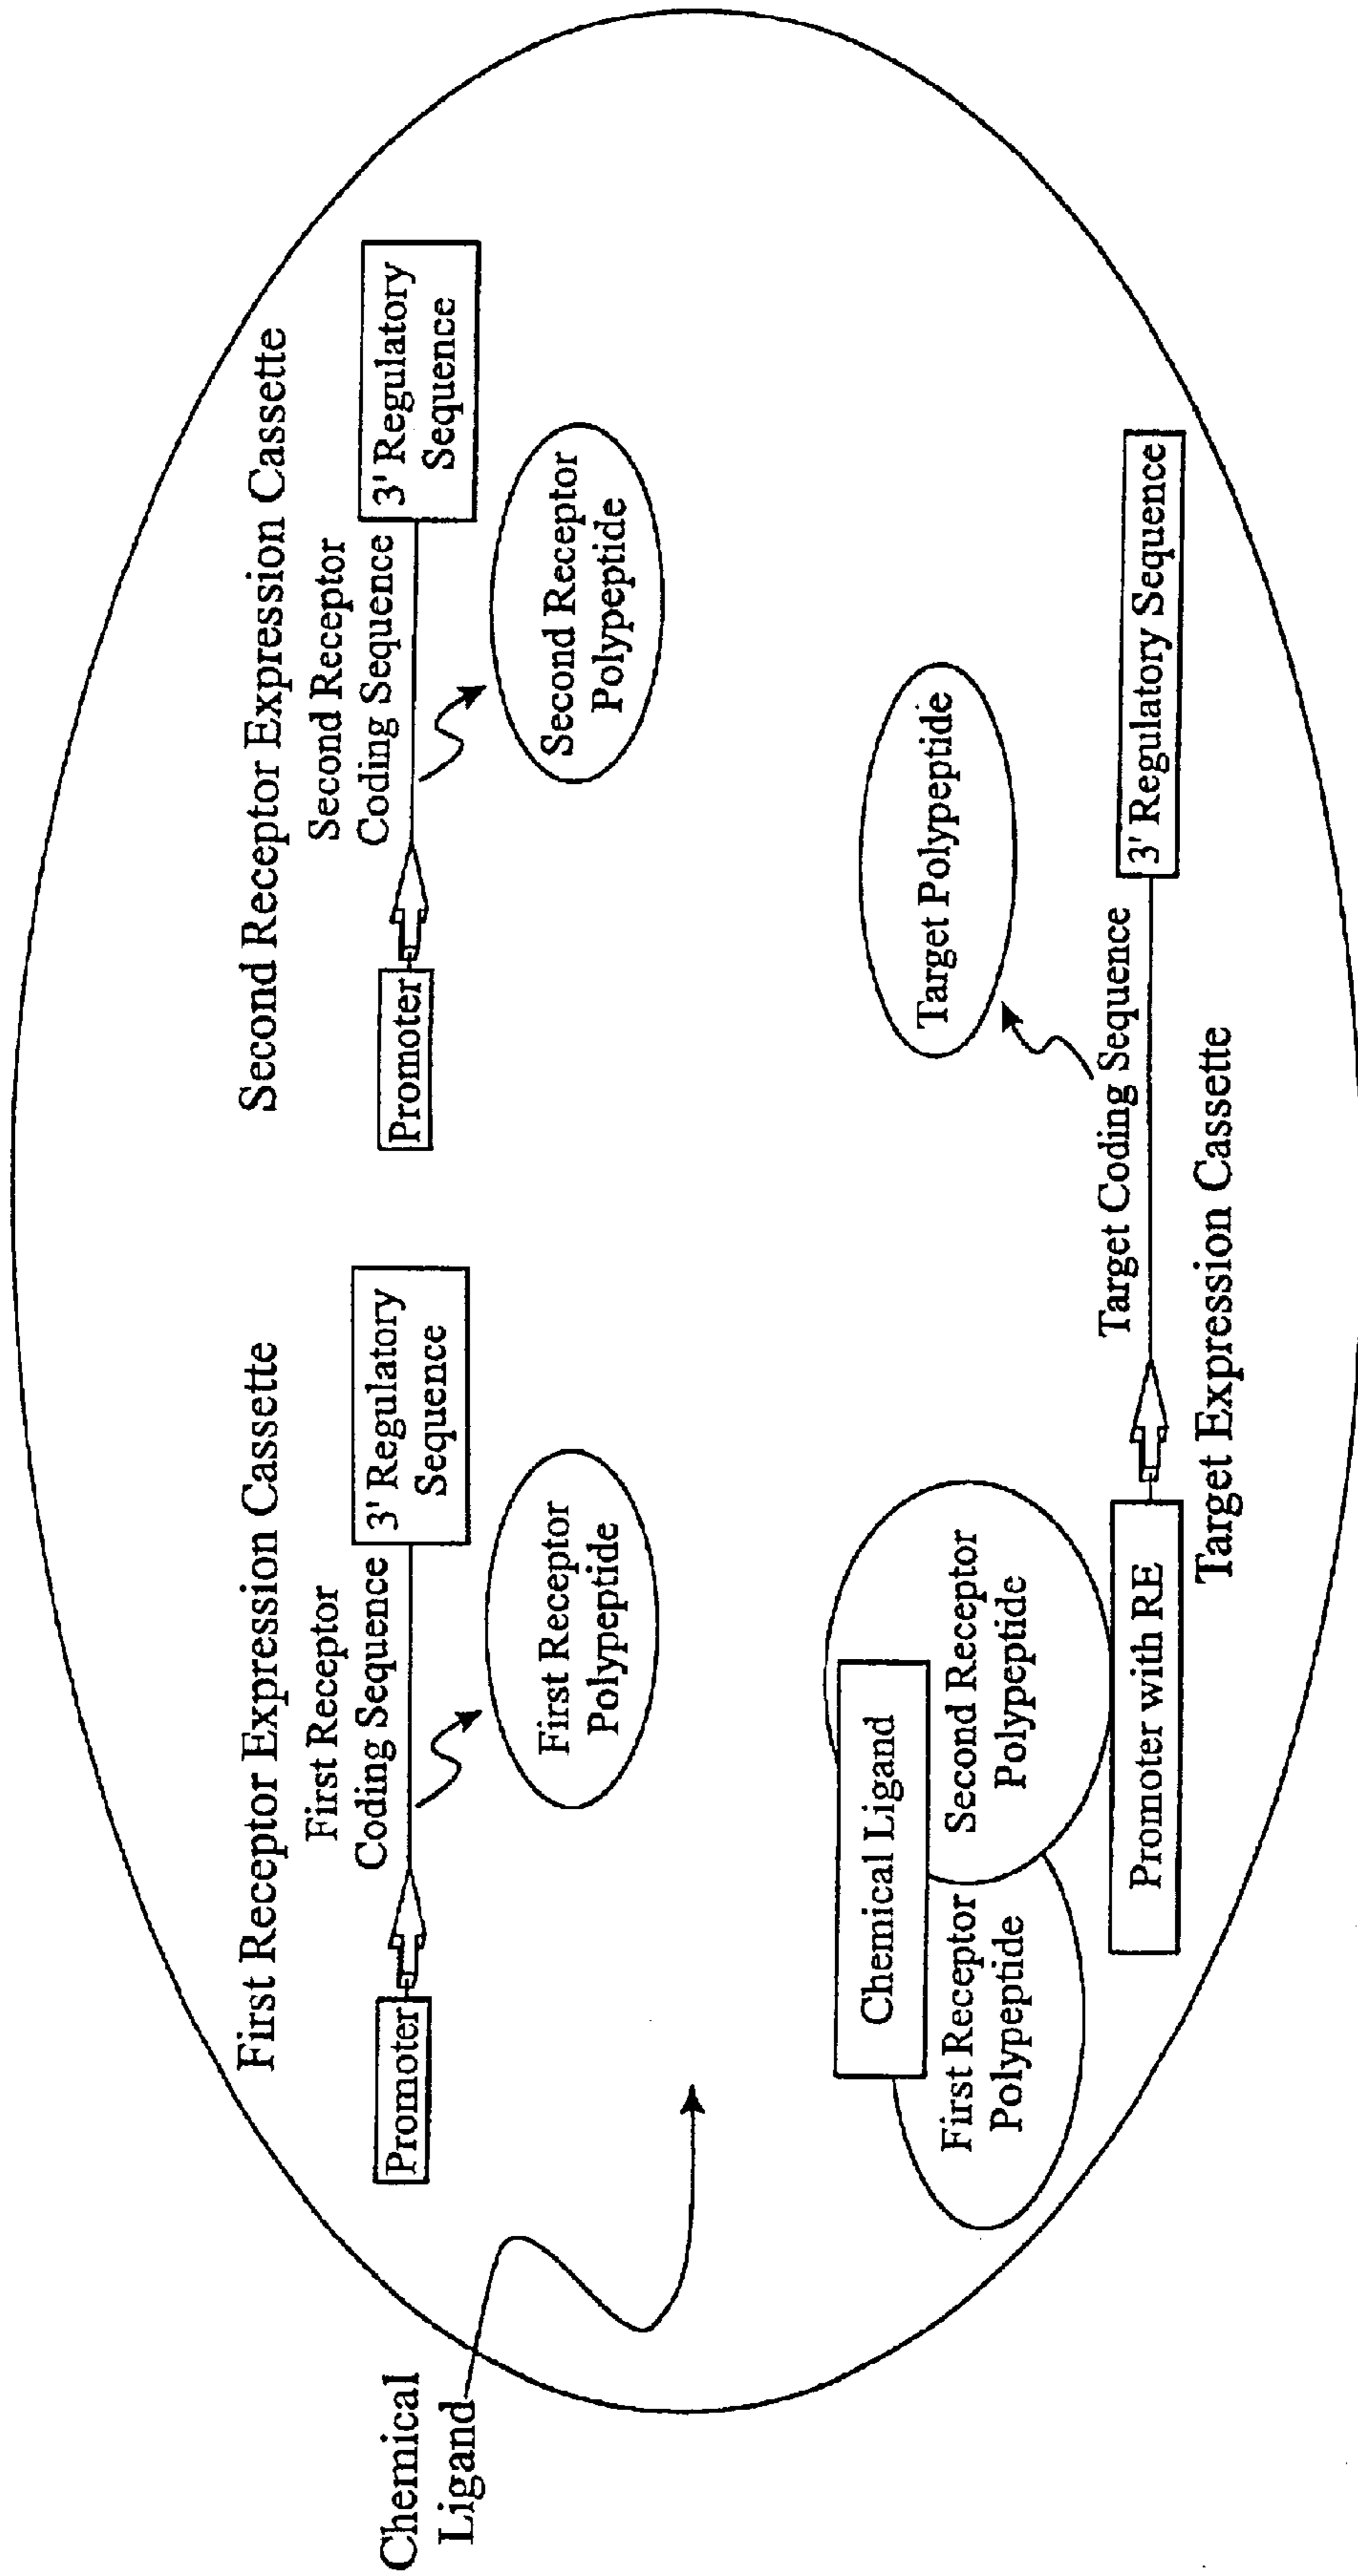 Chemical
Ligand
First Receptor Expression Cassette
First Receptor
Coding Sequence
Promoter
3' Regulatory
Sequence
First Receptor
Polypeptide
Second Receptor Expression Cassette
Second Receptor
Coding Sequence
Promoter
3' Regulatory
Sequence
Second Receptor
Polypeptide
Chemical Ligand
First Receptor
Polypeptide
Second Receptor
Polypeptide
Promoter with RE
Target Polypeptide
Target Coding Sequence
3' Regulatory Sequence
Target Expression Cassette